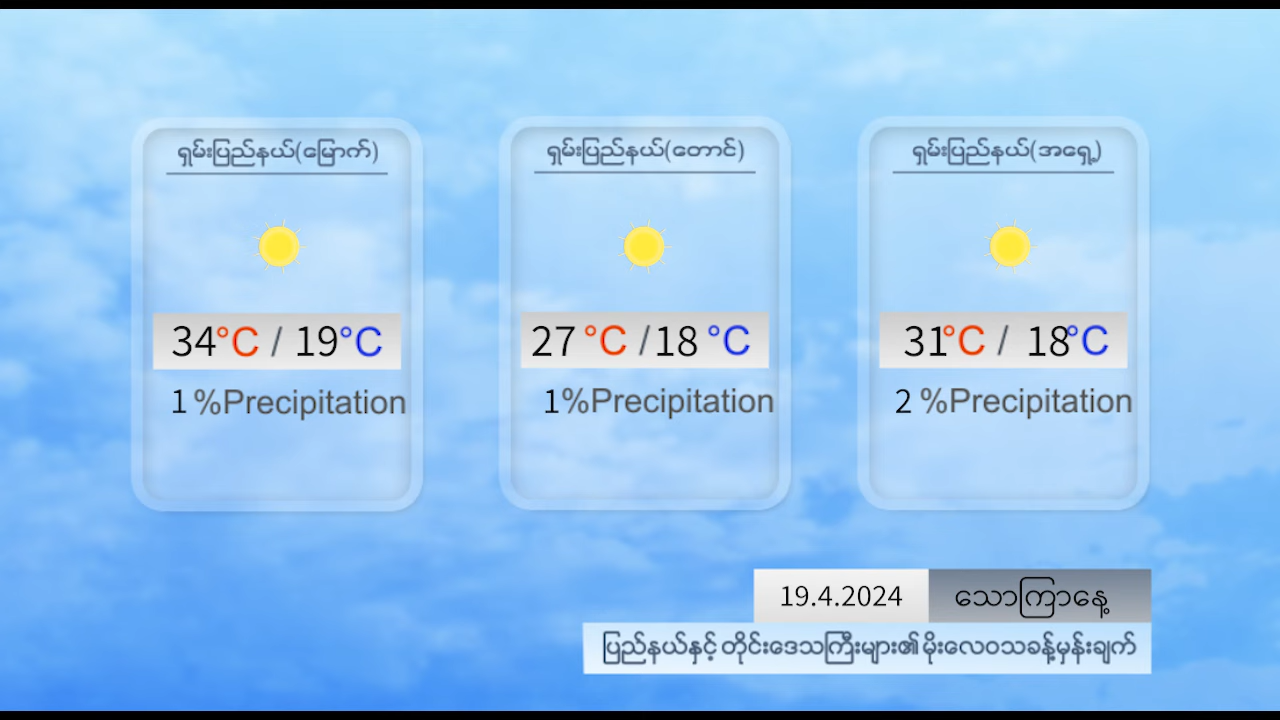 ရှမ်းပြည်နယ်(မြောက်)
34°C / 19°C
1 %Precipitation
ရှမ်းပြည်နယ်(တောင်)
27 °C /18 °C
1%Precipitation
ရှမ်းပြည်နယ်(အရှေ့)
31°C / 18°C
2 %Precipitation
19.4.2024 သောကြာနေ့
ပြည်နယ်နှင့် တိုင်းဒေသကြီးများ၏ မိုးလေဝသခန့်မှန်းချက်